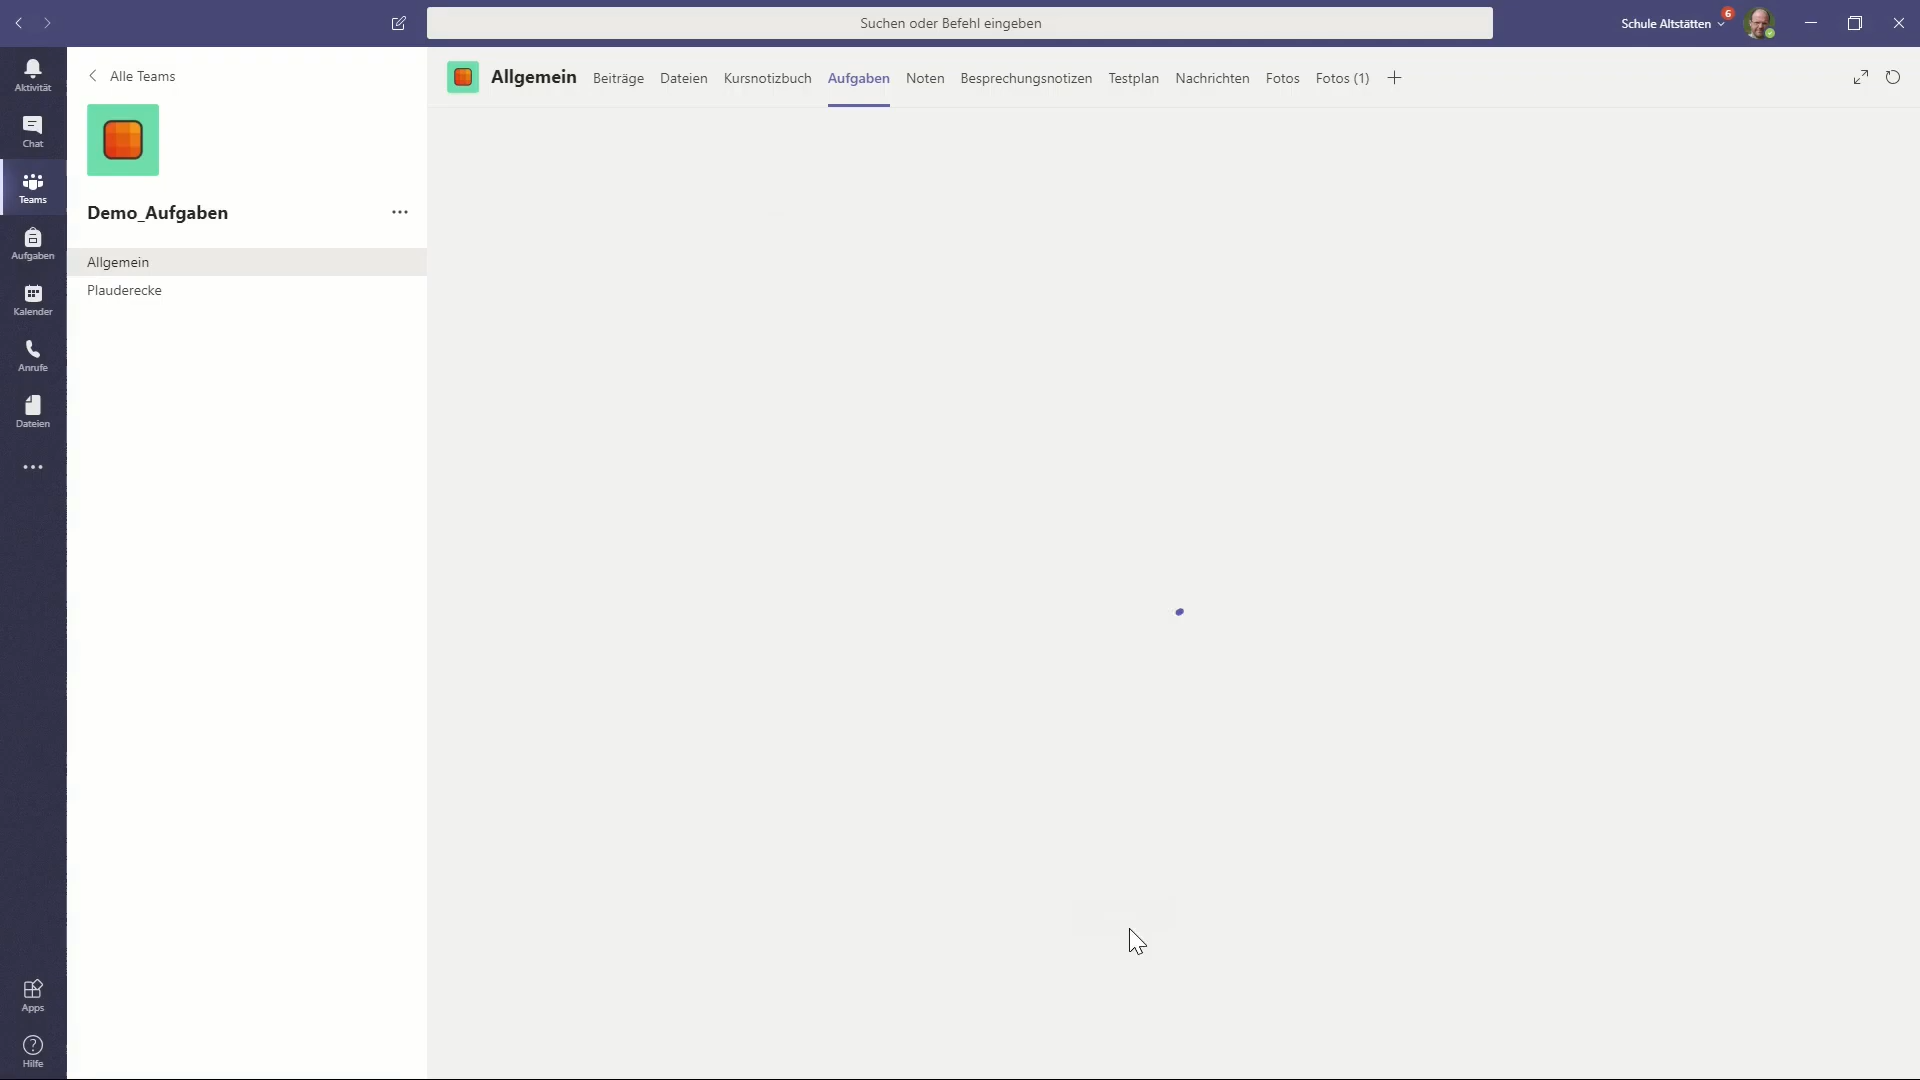 Suchen oder Befehl eingeben
Schule Altstätten
6
Aktivität
Chat
Teams
Aufgaben
Kalender
Anrufe
Dateien
Apps
Hilfe
Alle Teams
Demo_Aufgaben
Allgemein
Plauderecke
Allgemein Beiträge Dateien Kursnotizbuch Aufgaben Noten Besprechungsnotizen Testplan Nachrichten Fotos Fotos (1)